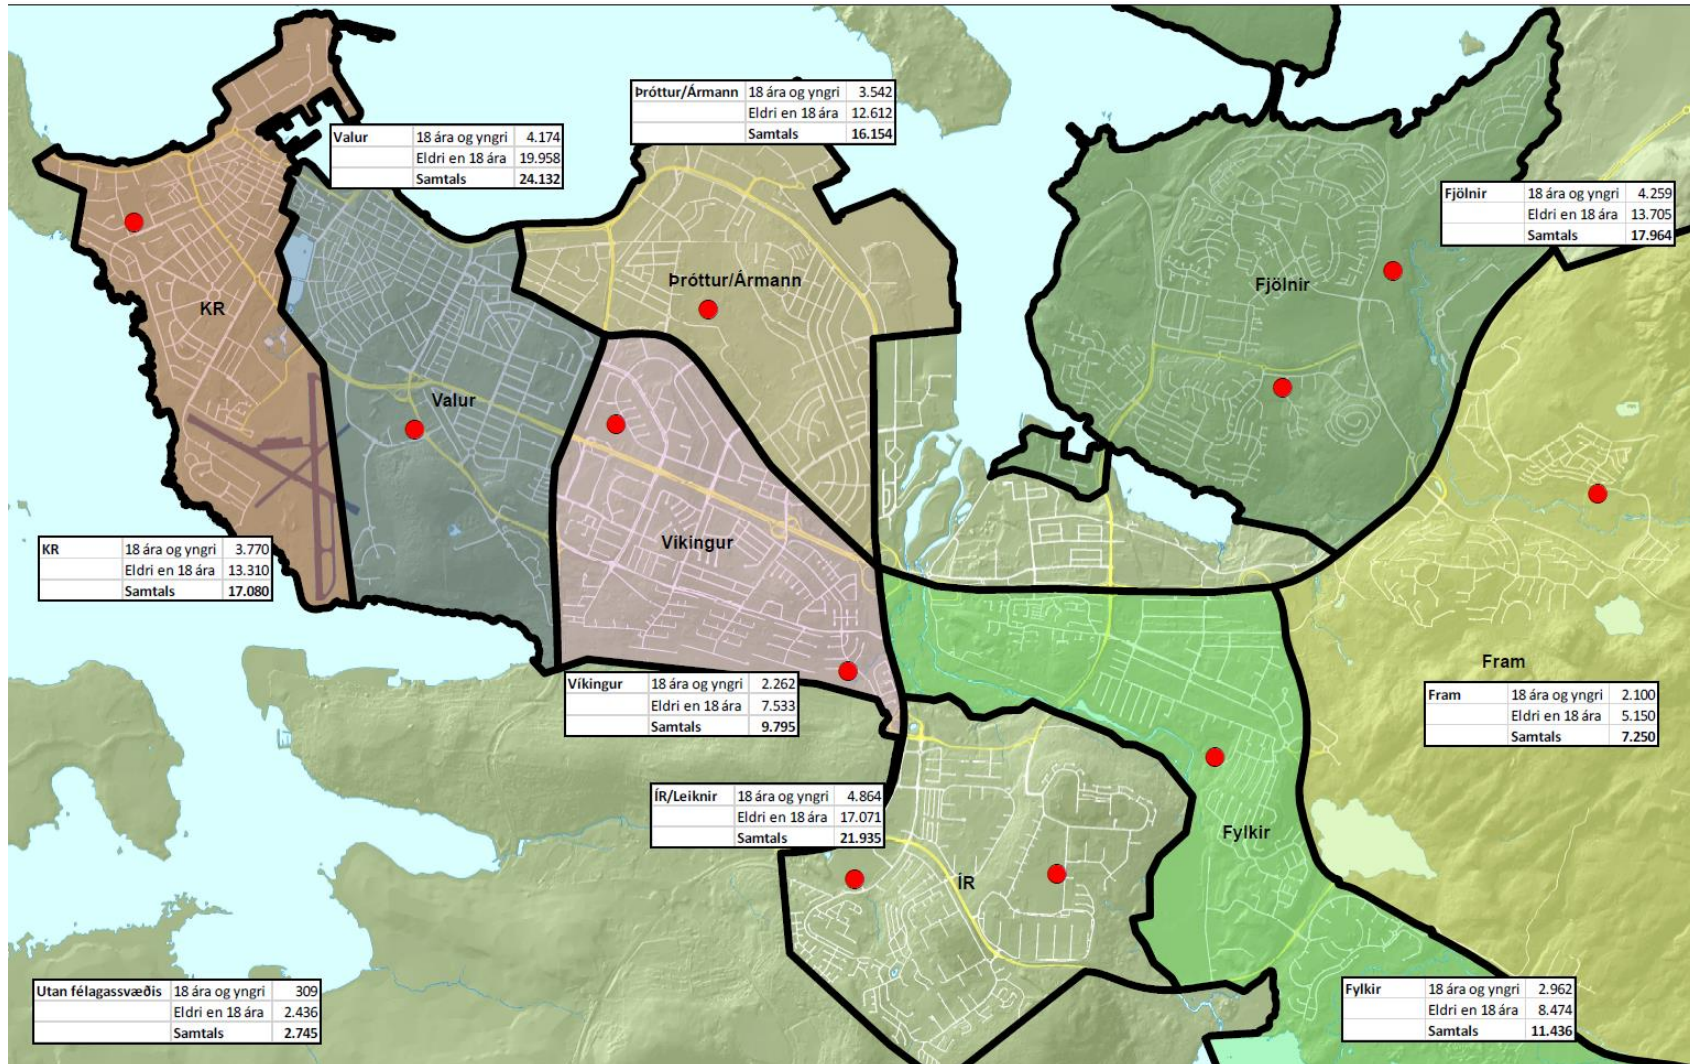 Þróttur/Ármann 18 ára og yngri 3.542
Eldri en 18 ára 12.612
Samtals 16.154
Valur 18 ára og yngri 4.174
Eldri en 18 ára 19.958
Samtals 24.132
Fjölnir 18 ára og yngri 4.259
Eldri en 18 ára 13.705
Samtals 17.964
Þróttur/Ármann
Fjölnir
KR
Valur
Víkingur
KR 18 ára og yngri 3.770
Eldri en 18 ára 13.310
Samtals 17.080
Fram
Víkingur 18 ára og yngri 2.262
Eldri en 18 ára 7.533
Samtals 9.795
Fram 18 ára og yngri 2.100
Eldri en 18 ára 5.150
Samtals 7.250
ÍR/Leiknir 18 ára og yngri 4.864
Eldri en 18 ára 17.071
Samtals 21.935
Fylkir
ÍR
Utan félagassvæðis 18 ára og yngri 309
Eldri en 18 ára 2.436
Samtals 2.745
Fylkir 18 ára og yngri 2.962
Eldri en 18 ára 8.474
Samtals 11.436